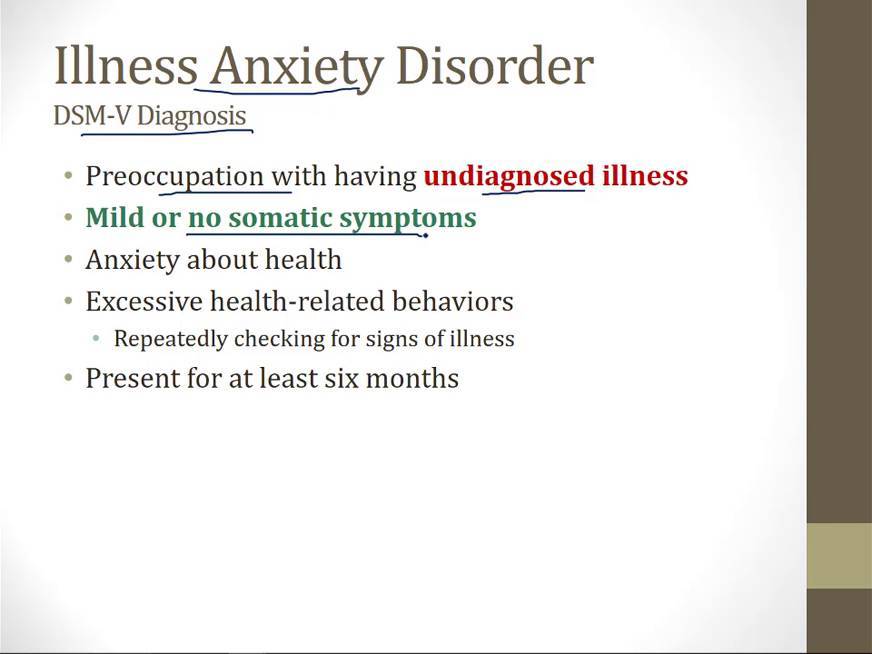 Illness Anxiety Disorder
DSM-V Diagnosis
• Preoccupation with having undiagnosed illness
• Mild or no somatic symptoms
• Anxiety about health
• Excessive health-related behaviors
• Repeatedly checking for signs of illness
• Present for at least six months